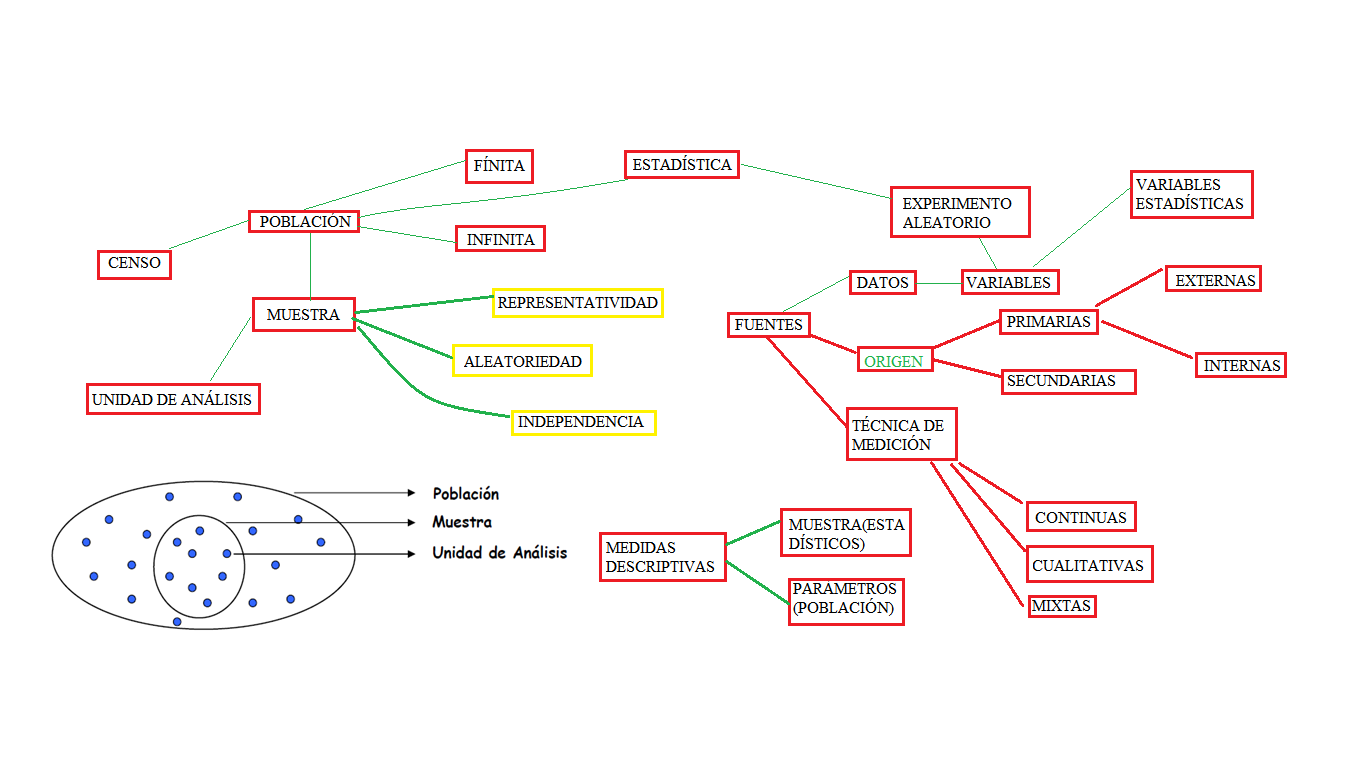 FÍNITA
ESTADÍSTICA
POBLACIÓN
INFINITA
CENSO
MUESTRA
REPRESENTATIVIDAD
ALEATORIEDAD
INDEPENDENCIA
UNIDAD DE ANÁLISIS
EXPERIMENTO
ALEATORIO
VARIABLES
ESTADÍSTICAS
DATOS
VARIABLES
EXTERNAS
FUENTES
PRIMARIAS
ORIGEN
INTERNAS
SECUNDARIAS
TÉCNICA DE
MEDICIÓN
CONTINUAS
CUALITATIVAS
MIXTAS
Población
Muestra
Unidad de Análisis
MEDIDAS
DESCRIPTIVAS
MUESTRA(ESTA
DÍSTICOS)
PARAMETROS
(POBLACIÓN)